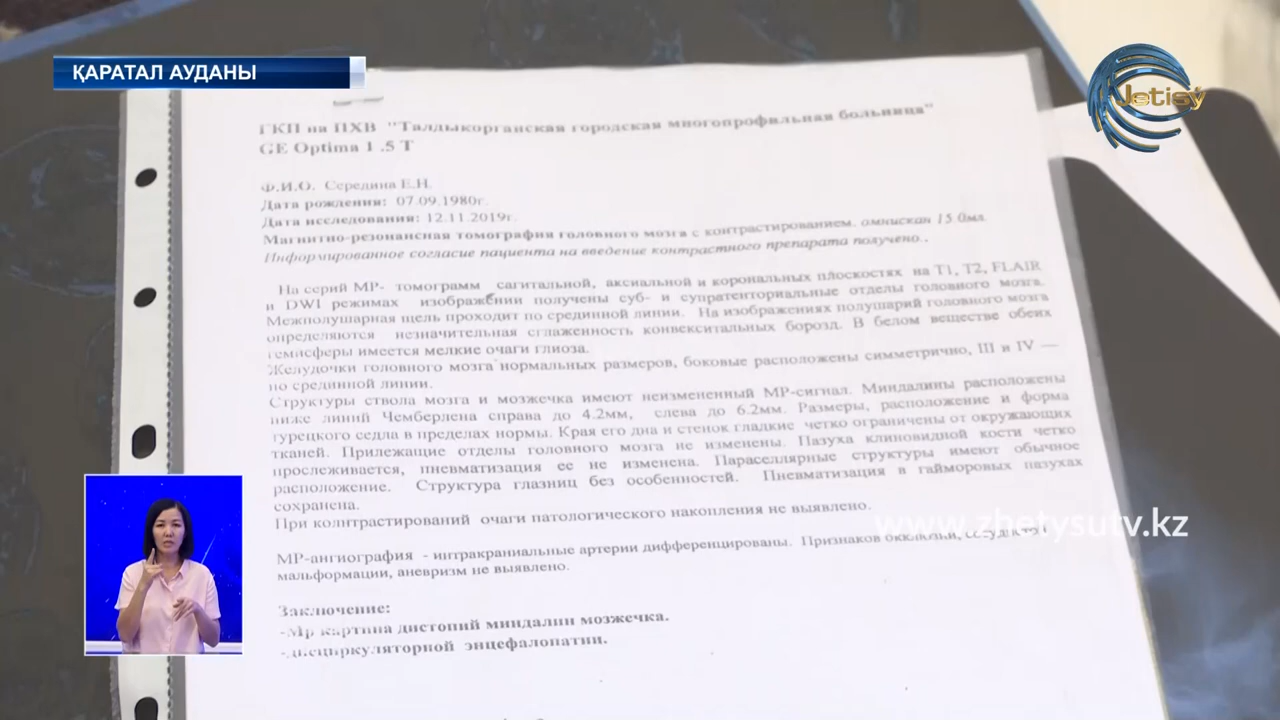 ҚАРАТАЛ АУДАНЫ
Jetisý
ГКП на ПХВ "Талдыкорганская городская многопрофильная больница"
GE Optima 1 .5 T
Ф.И.О. Середина Е.Н.
Дата рождения: 07.09.1980г.
Дата исследования: 12.11.2019г.
Магнитно-резонансная томография головного мозга с контрастированием. омнискан 15.0мл.
Информированное согласие пациента на введение контрастного препарата получено..
На серий МР- томограмм сагитальной, аксиальной и корональных плоскостях на Т1, Т2, FLAIR
и DWI режимах изображении получены суб- и супратенториальные отделы головного мозга.
Межполушарная щель проходит по срединной линии. На изображениях полушарий головного мозга
определяются незначительная сглаженность конвекситальных борозд. В белом веществе обеих
гемисферы имеется мелкие очаги глиоза.
Желудочки головного мозга нормальных размеров, боковые расположены симметрично, III и IV —
по срединной линии.
Структуры ствола мозга и мозжечка имеют неизмененный МР-сигнал. Миндалины расположены
ниже линий Чемберлена справа до 4.2мм, слева до 6.2мм. Размеры, расположение и форма
турецкого седла в пределах нормы. Края его дна и стенок гладкие четко ограничены от окружающих
тканей. Прилежащие отделы головного мозга не изменены. Пазуха клиновидной кости четко
прослеживается, пневматизация ее не изменена. Параселлярные структуры имеют обычное
расположение. Структура глазниц без особенностей. Пневматизация в гайморовых пазухах
сохранена.
При колнтрастирований очаги патологического накопления не выявлено.
www.zhetysutv.kz
МР-ангиография - интракраниальные артерии дифференцированы. Признаков окклюзии,
мальформации, аневризм не выявлено.
Заключение:
-Мр картина дистопий миндалин мозжечка.
-дисциркуляторной энцефалопатии.